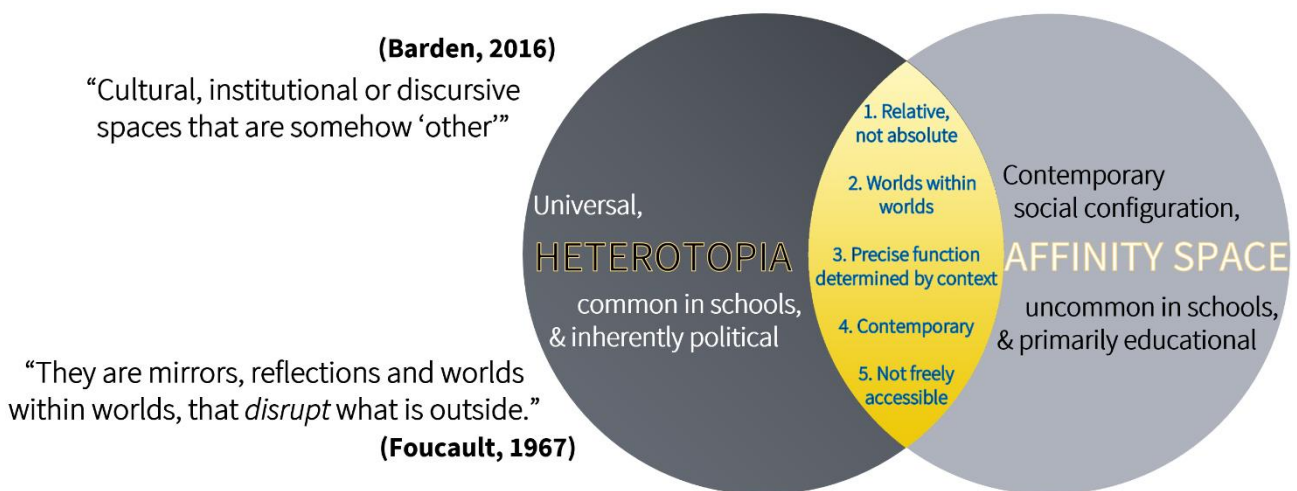 (Barden, 2016)
“Cultural, institutional or discursive
spaces that are somehow ‘other’”
“They are mirrors, reflections and worlds
within worlds, that disrupt what is outside.”
(Foucault, 1967)
Universal,
HETEROTOPIA
common in schools,
& inherently political
1. Relative,
not absolute
2. Worlds within
worlds
3. Precise function
determined by context
4. Contemporary
5. Not freely
accessible
Contemporary
social configuration,
AFFINITY SPACE
uncommon in schools,
& primarily educational